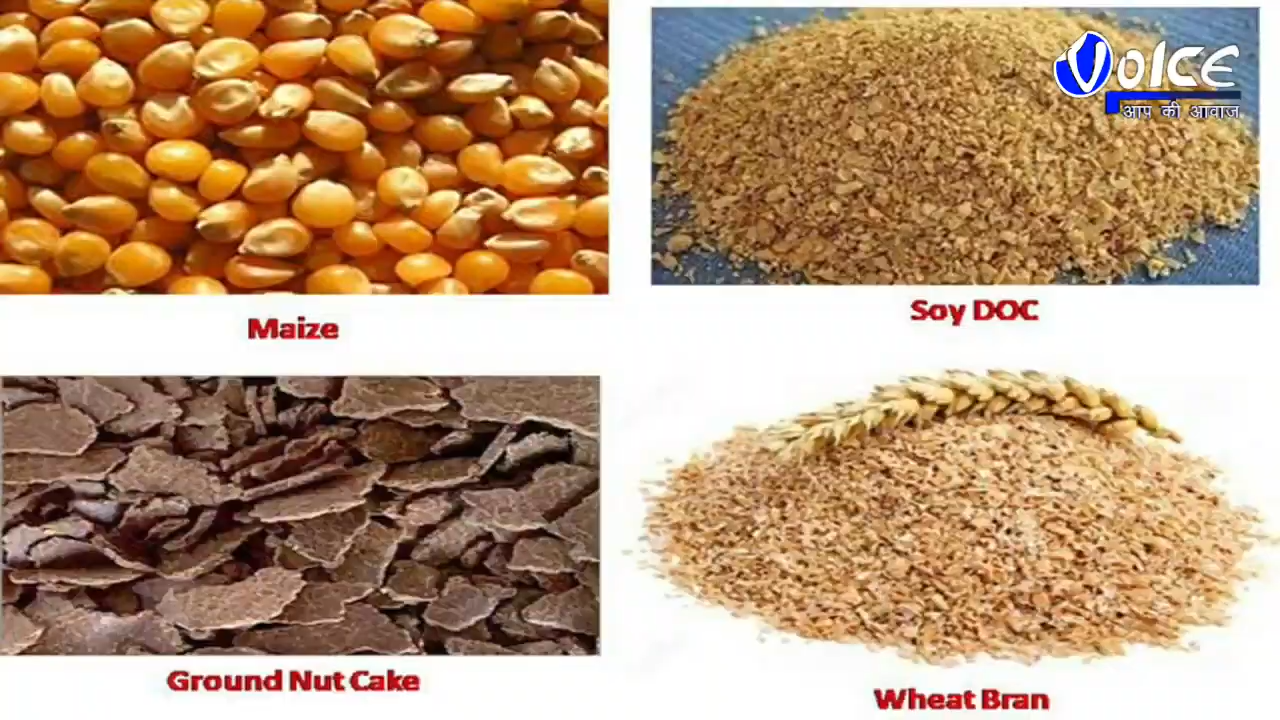 VOICE
आप की आवाज
Maize
Soy DOC
Ground Nut Cake
Wheat Bran